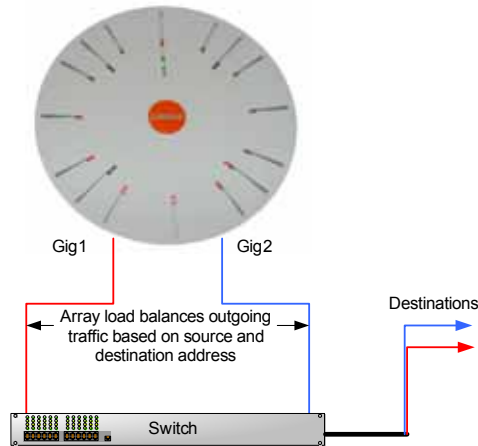 Gig1
Gig2
Array load balances outgoing
traffic based on source and
destination address
Destinations
Switch